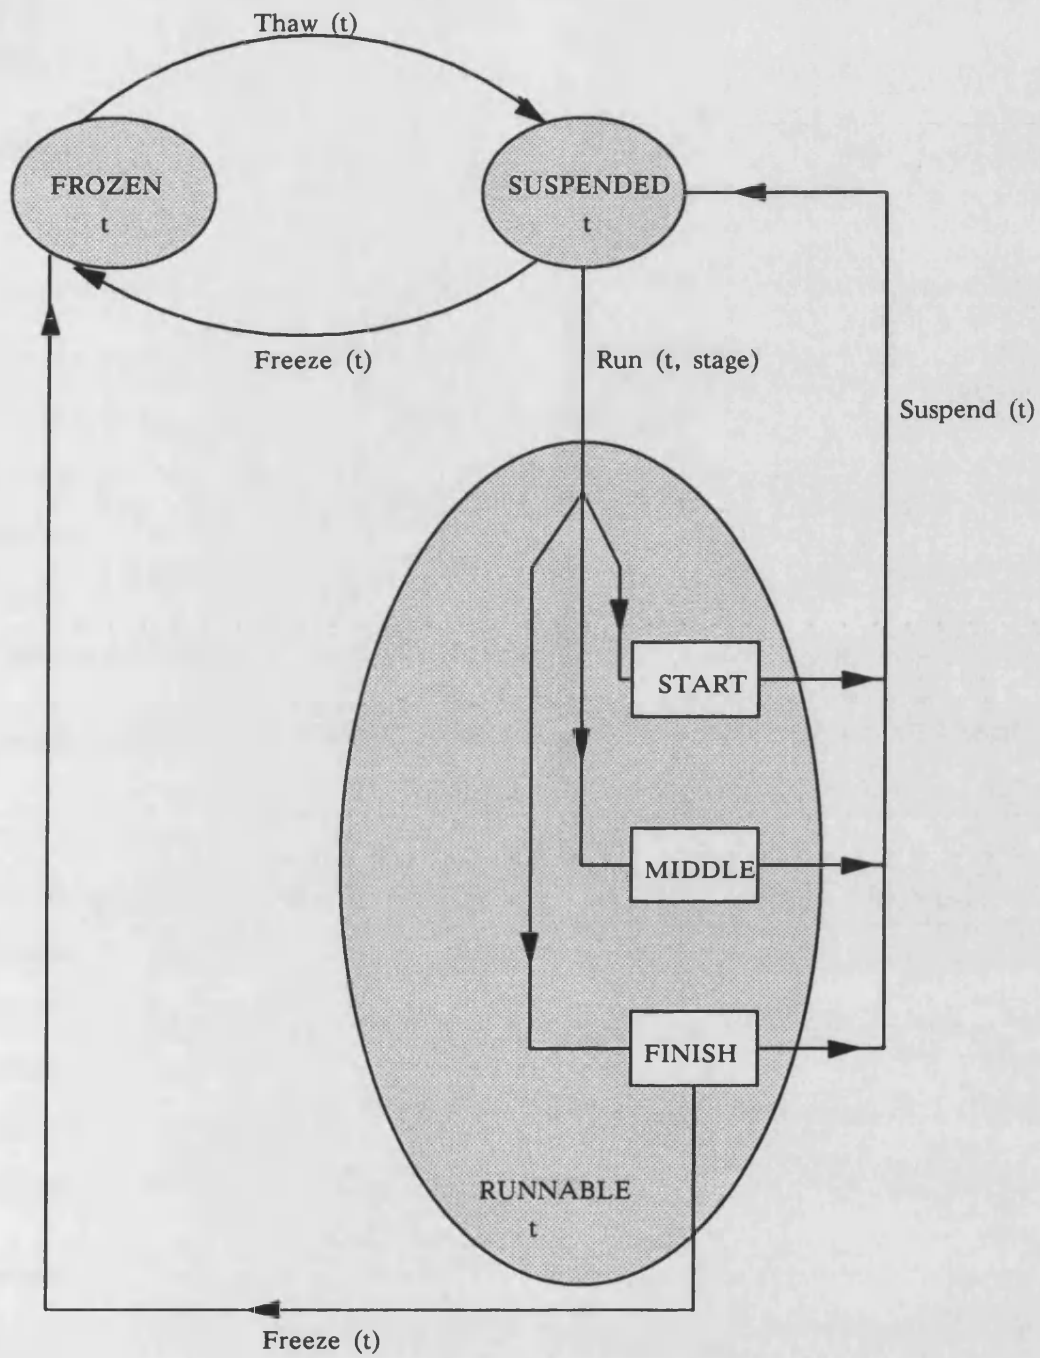 Thaw (t)
FROZEN
t
SUSPENDED
t
Freeze (t)
Run (t, stage)
Suspend (t)
START
MIDDLE
FINISH
RUNNABLE
t
Freeze (t)